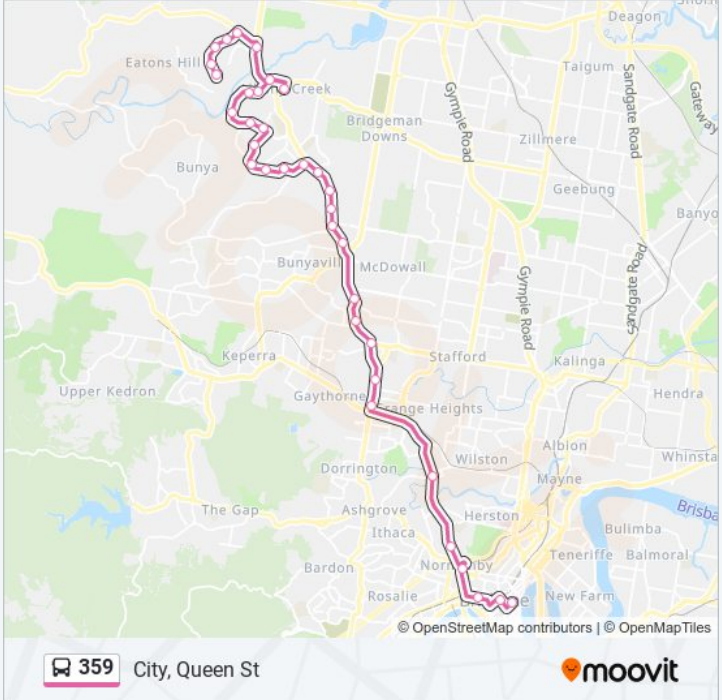 Deagon
Eatons Hill
Taigum
Creek
Sandgate Road
Gateway
Gympie Road
Bridgeman
Downs
Zillmere
Bunya
Geebung
Banyo
Bunyaville
McDowall
Sandgate Road
Gympie Road
Keperra
Stafford
Kalinga
Upper Kedron
Gaythorne
Grange Heights
Hendra
Albion
Wilston
Whinsta
Dorrington
Mayne
The Gap
Ashgrove
Herston
Brisba
Ithaca
Bulimba
Bardon
Normanby
Teneriffe
Balmoral
Rosalie
New Farm
© OpenStreetMap contributors | © OpenMapTiles
359 City, Queen St
moovit